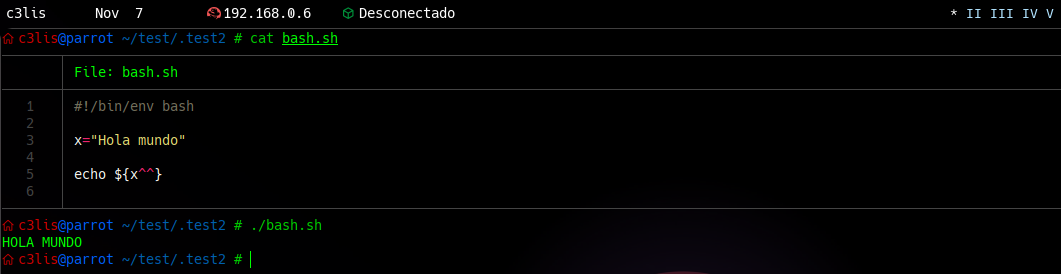 c3lis Nov 7 192.168.0.6 Desconectado * II III IV V
c3lis@parrot ~/test/.test2 # cat bash.sh
File: bash.sh
1 #!/bin/env bash
2
3 x="Hola mundo"
4
5 echo ${x^^}
6
c3lis@parrot ~/test/.test2 # ./bash.sh
HOLA MUNDO
c3lis@parrot ~/test/.test2 #